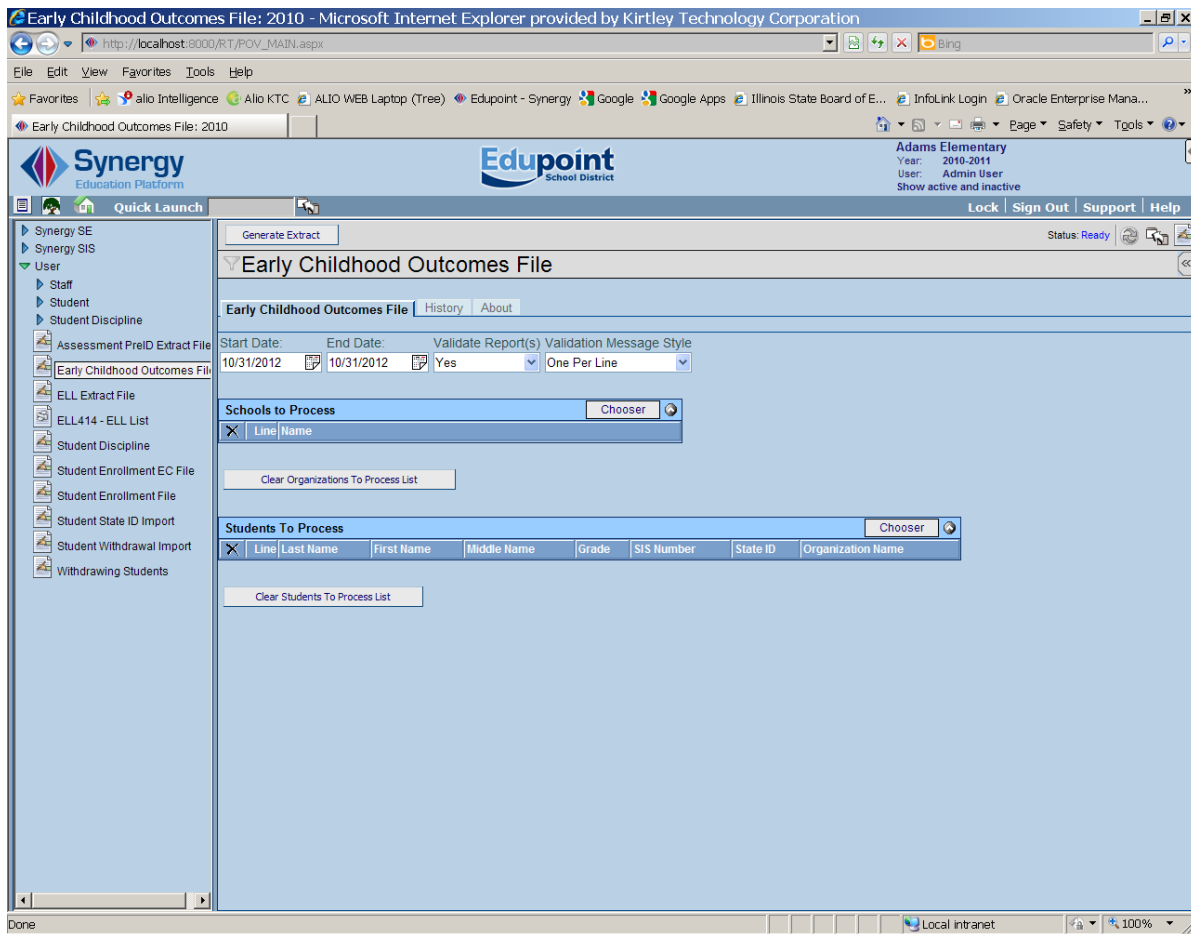 Early Childhood Outcomes File: 2010 - Microsoft Internet Explorer provided by Kirtley Technology Corporation
http://localhost:8000/RT/POV_MAIN.aspx
Bing
File Edit View Favorites Tools Help
Favorites alio Intelligence Alio KTC ALIO WEB Laptop (Tree) Edupoint - Synergy Google Google Apps Illinois State Board of E... InfoLink Login Oracle Enterprise Mana... »
Early Childhood Outcomes File: 2010
Page Safety Tools
Synergy
Education Platform
Edupoint
School District
Adams Elementary
Year: 2010-2011
User: Admin User
Show active and inactive
Quick Launch
Lock Sign Out Support Help
Synergy SE
Synergy SIS
User
Staff
Student
Student Discipline
Assessment PreID Extract File
Early Childhood Outcomes File
ELL Extract File
ELL414 - ELL List
Student Discipline
Student Enrollment EC File
Student Enrollment File
Student State ID Import
Student Withdrawal Import
Withdrawing Students
Generate Extract
Status: Ready
Early Childhood Outcomes File
Early Childhood Outcomes File History About
Start Date: End Date: Validate Report(s) Validation Message Style
10/31/2012 10/31/2012 Yes One Per Line
Schools to Process Chooser
X Line Name
Clear Organizations To Process List
Students To Process Chooser
X Line Last Name First Name Middle Name Grade SIS Number State ID Organization Name
Clear Students To Process List
Done
Local intranet
100%